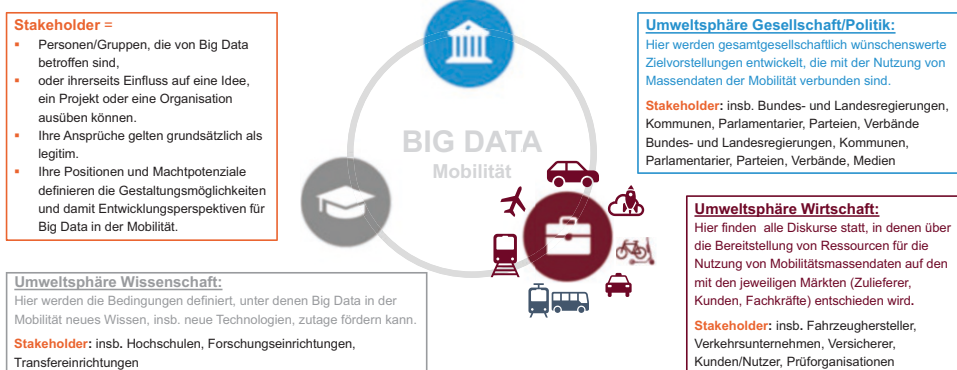 Stakeholder =
▪ Personen/Gruppen, die von Big Data
betroffen sind,
▪ oder ihrerseits Einfluss auf eine Idee,
ein Projekt oder eine Organisation
ausüben können.
▪ Ihre Ansprüche gelten grundsätzlich als
legitim.
▪ Ihre Positionen und Machtpotenziale
definieren die Gestaltungsmöglichkeiten
und damit Entwicklungsperspektiven für
Big Data in der Mobilität.
BIG DATA
Mobilität
Umweltsphäre Gesellschaft/Politik:
Hier werden gesamtgesellschaftlich wünschenswerte
Zielvorstellungen entwickelt, die mit der Nutzung von
Massendaten der Mobilität verbunden sind.
Stakeholder: insb. Bundes- und Landesregierungen,
Kommunen, Parlamentarier, Parteien, Verbände
Bundes- und Landesregierungen, Kommunen,
Parlamentarier, Parteien, Verbände, Medien
Umweltsphäre Wirtschaft:
Hier finden alle Diskurse statt, in denen über
die Bereitstellung von Ressourcen für die
Nutzung von Mobilitätsmassendaten auf den
mit den jeweiligen Märkten (Zulieferer,
Kunden, Fachkräfte) entschieden wird.
Stakeholder: insb. Fahrzeughersteller,
Verkehrsunternehmen, Versicherer,
Kunden/Nutzer, Prüforganisationen
Umweltsphäre Wissenschaft:
Hier werden die Bedingungen definiert, unter denen Big Data in der
Mobilität neues Wissen, insb. neue Technologien, zutage fördern kann.
Stakeholder: insb. Hochschulen, Forschungseinrichtungen,
Transfereinrichtungen